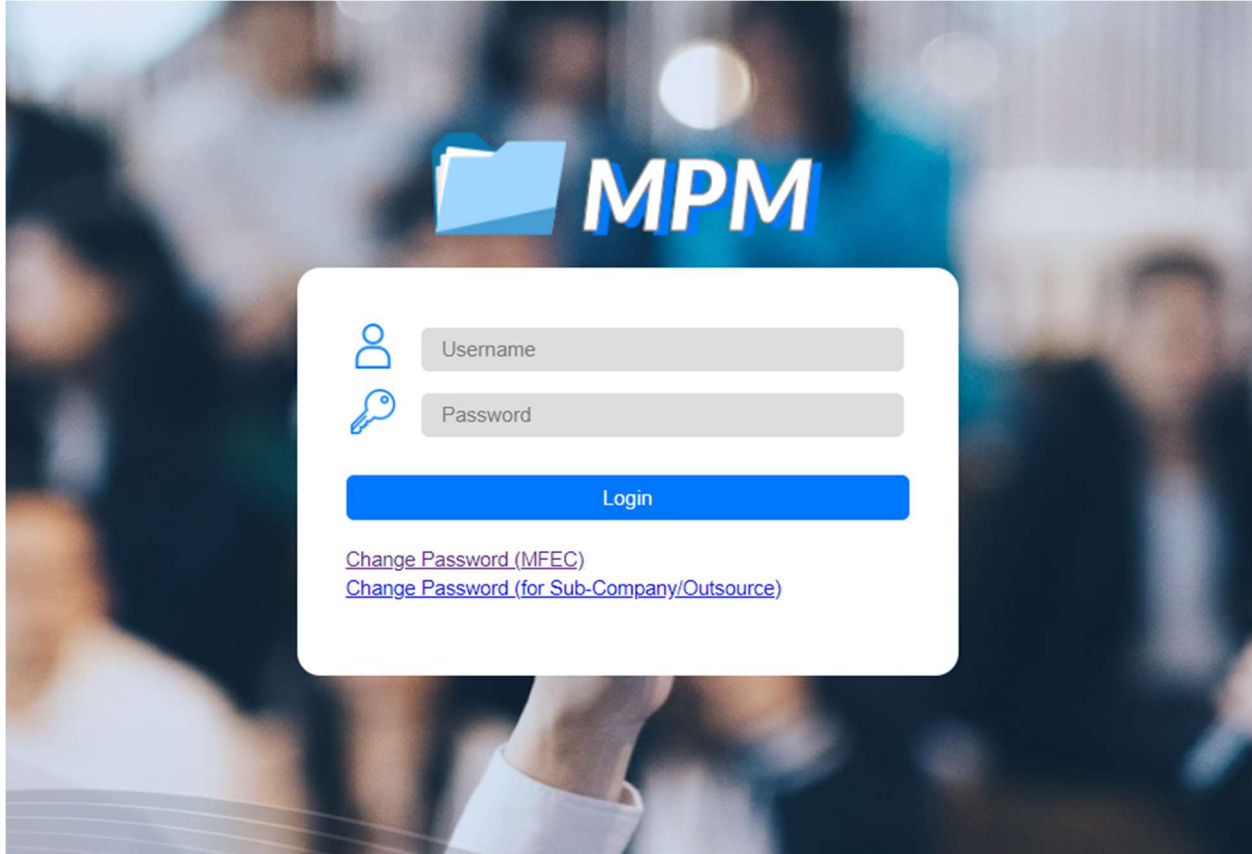 MPM
Username
Password
Login
Change Password (MFEC)
Change Password (for Sub-Company/Outsource)